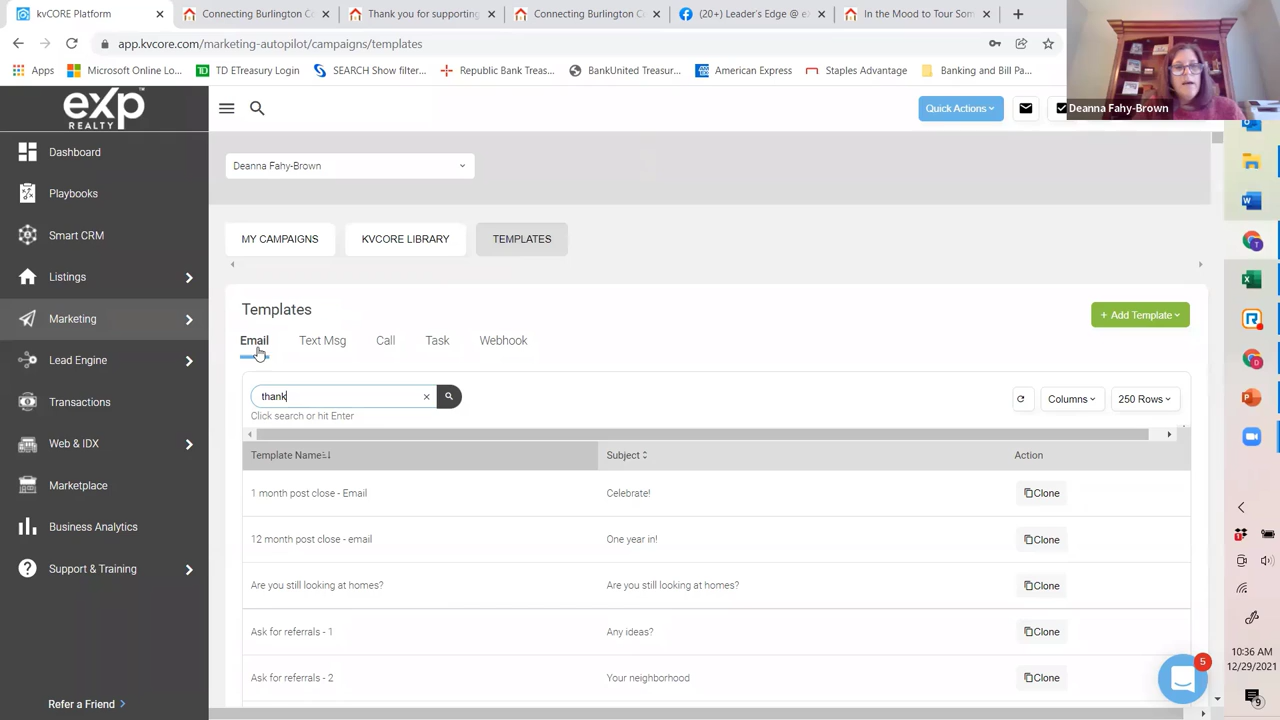 kvCORE Platform
Connecting Burlington C
Thank you for supporting
Connecting Burlington C
(20+) Leader's Edge @ e
In the Mood to Tour Som
app.kvcore.com/marketing-autopilot/campaigns/templates
Apps
Microsoft Online Lo...
TD ETreasury Login
SEARCH Show filter...
Republic Bank Treas...
BankUnited Treasur...
American Express
Staples Advantage
Banking and Bill Pa...
Deanna Fahy-Brown
eXp
REALTY
Quick Actions
Dashboard
Playbooks
Smart CRM
Listings
Marketing
Lead Engine
Transactions
Web & IDX
Marketplace
Business Analytics
Support & Training
Refer a Friend
Deanna Fahy-Brown
MY CAMPAIGNS
KVCORE LIBRARY
TEMPLATES
Templates
+ Add Template
Email
Text Msg
Call
Task
Webhook
thank
Click search or hit Enter
Columns
250 Rows
Template Name
Subject
Action
1 month post close - Email
Celebrate!
Clone
12 month post close - email
One year in!
Clone
Are you still looking at homes?
Are you still looking at homes?
Clone
Ask for referrals - 1
Any ideas?
Clone
Ask for referrals - 2
Your neighborhood
Clone
5
10:36 AM
12/29/2021
9